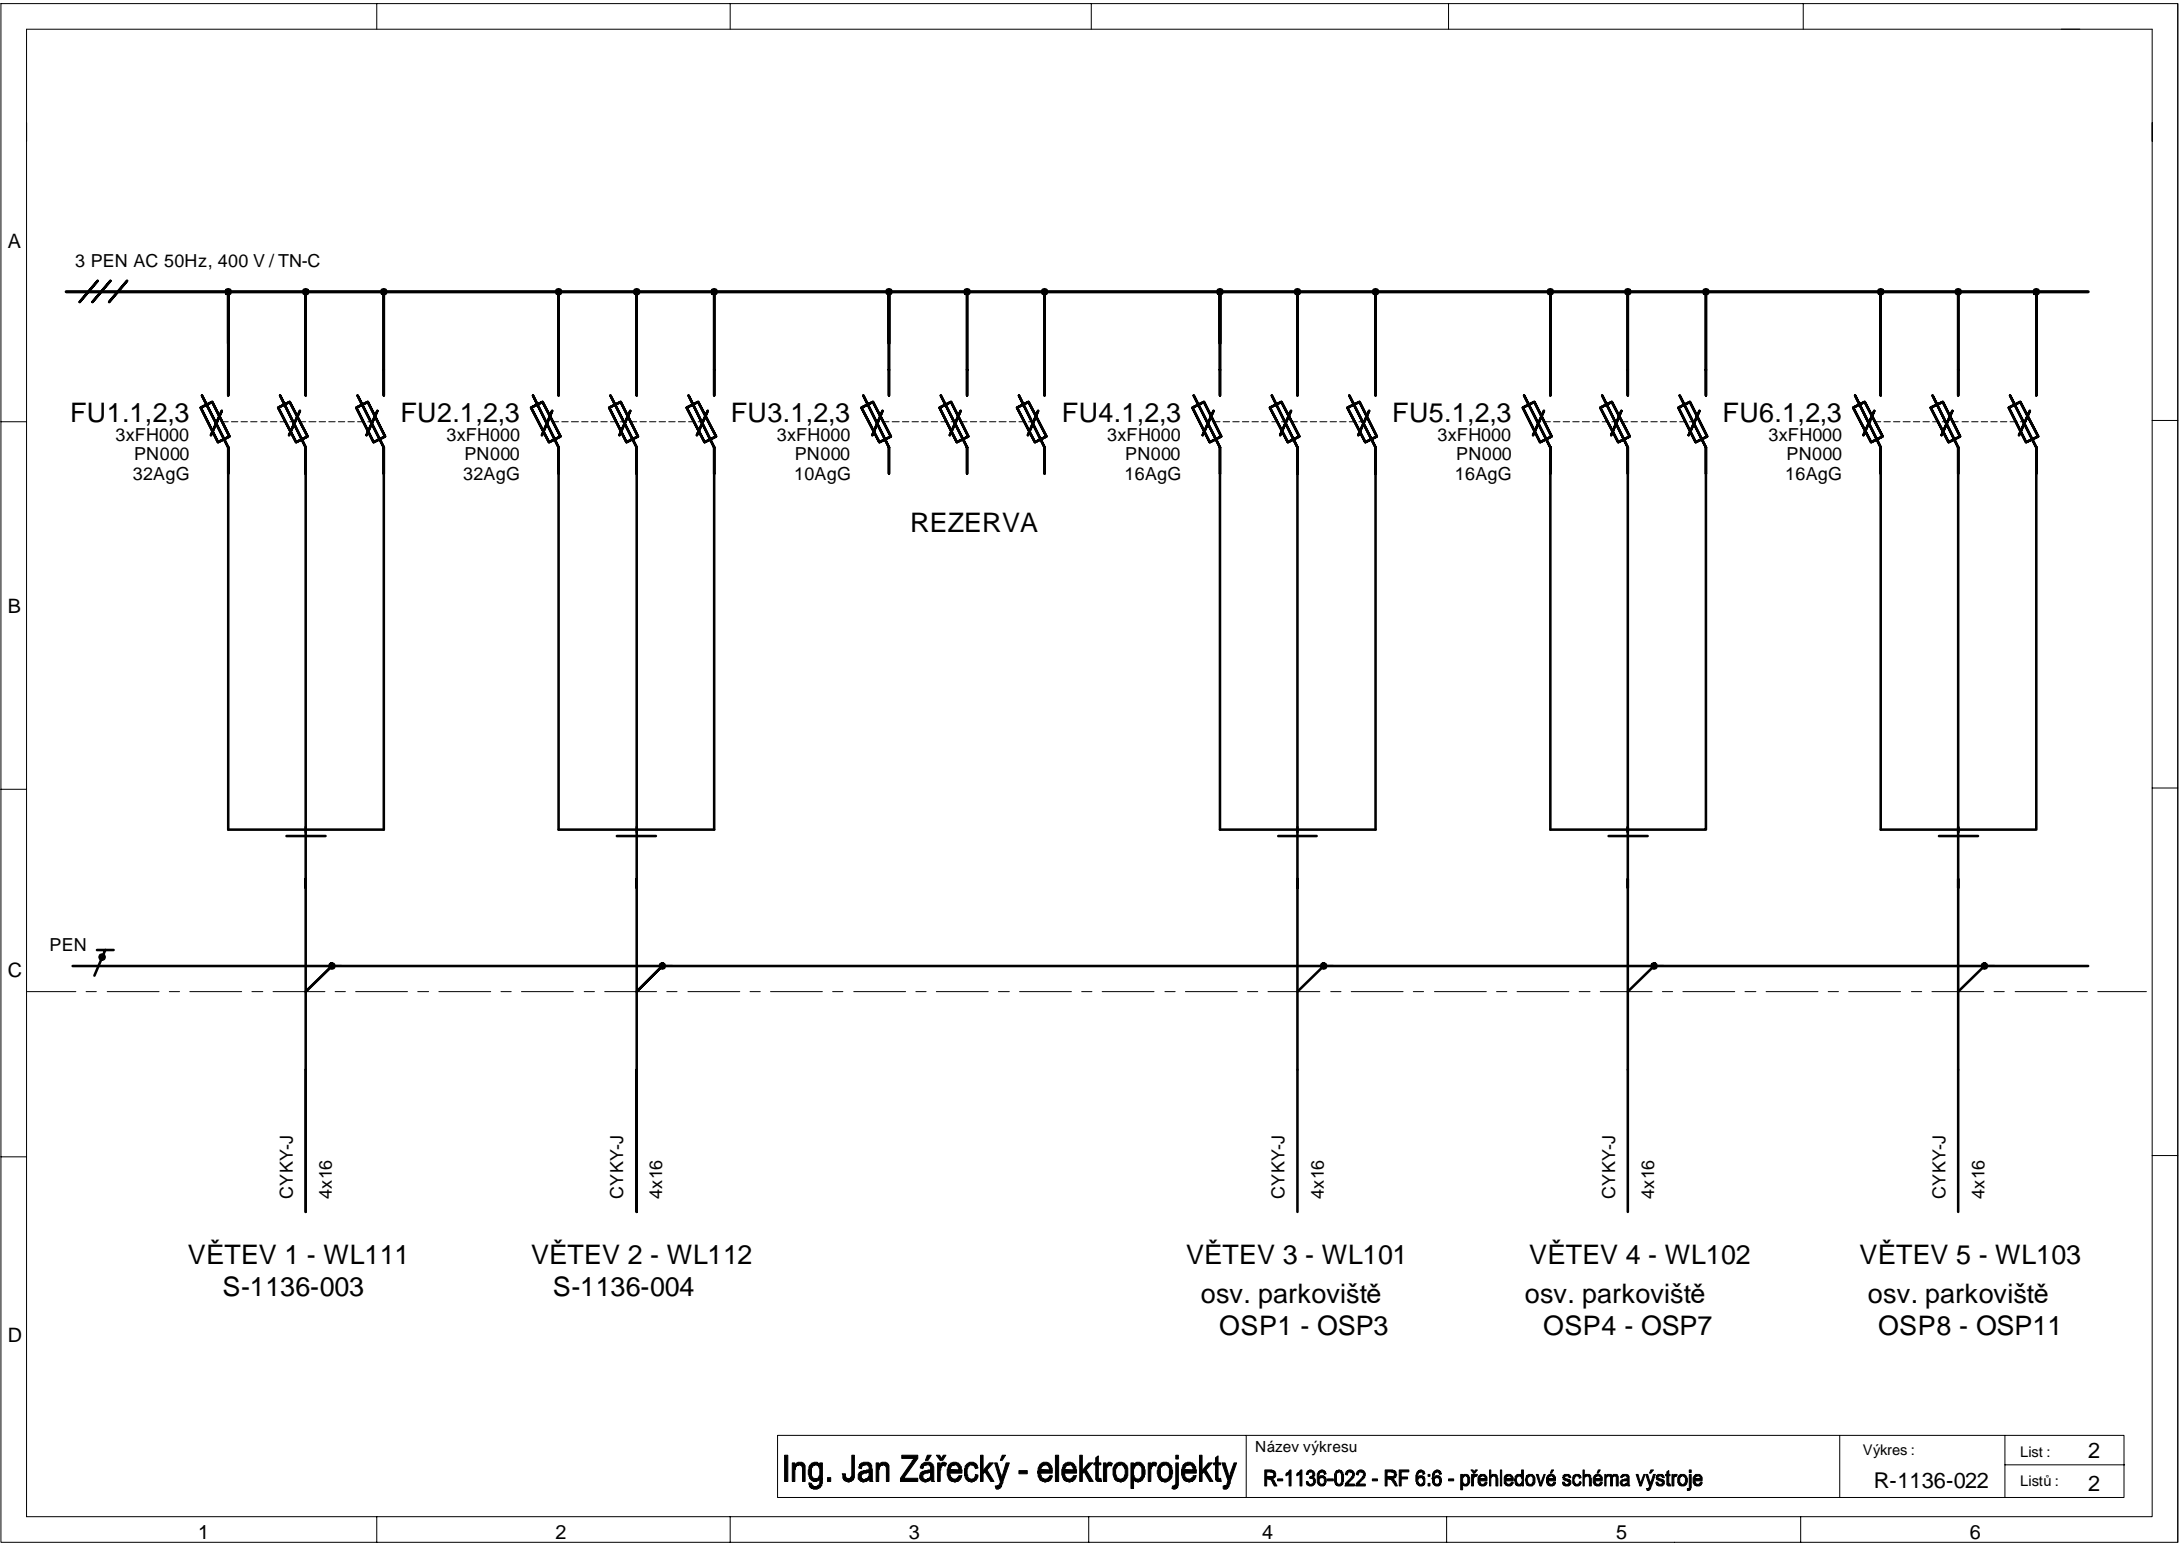 A
3 PEN AC 50Hz, 400 V / TN-C
FU1.1,2,3
3xFH000
PN000
32AgG
FU2.1,2,3
3xFH000
PN000
32AgG
FU3.1,2,3
3xFH000
PN000
10AgG
REZERVA
FU4.1,2,3
3xFH000
PN000
16AgG
FU5.1,2,3
3xFH000
PN000
16AgG
FU6.1,2,3
3xFH000
PN000
16AgG
B
PEN
C
CYKY-J
4x16
CYKY-J
4x16
CYKY-J
4x16
CYKY-J
4x16
CYKY-J
4x16
VĚTEV 1 - WL111
S-1136-003
VĚTEV 2 - WL112
S-1136-004
VĚTEV 3 - WL101
osv. parkoviště
OSP1 - OSP3
VĚTEV 4 - WL102
osv. parkoviště
OSP4 - OSP7
VĚTEV 5 - WL103
osv. parkoviště
OSP8 - OSP11
D
Ing. Jan Zářecký - elektroprojekty
Název výkresu
R-1136-022 - RF 6:6 - přehledové schéma výstroje
Výkres :
R-1136-022
List : 2
Listů : 2
1 2 3 4 5 6